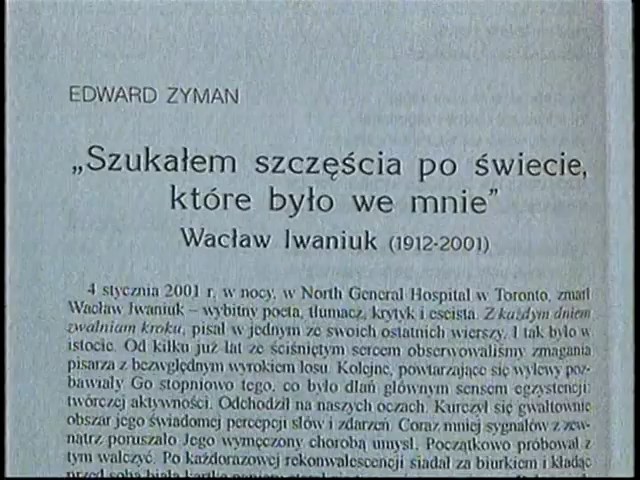 EDWARD ZYMAN
„Szukałem szczęścia po świecie,
które było we mnie”
Wacław Iwaniuk (1912-2001)
4 stycznia 2001 r. w nocy, w North General Hospital w Toronto, zmarł
Wacław Iwaniuk – wybitny poeta, tłumacz, krytyk i eseista. Z każdym dniem
zwalniam kroku, pisał w jednym ze swoich ostatnich wierszy. I tak było w
istocie. Od kilku już lat ze ściśniętym sercem obserwowaliśmy zmagania
pisarza z bezwzględnym wyrokiem losu. Kolejne, powtarzające się wylewy poz-
bawiały Go stopniowo tego, co było dlań głównym sensem egzystencji:
twórczej aktywności. Odchodził na naszych oczach. Kurczył się gwałtownie
obszar jego świadomej percepcji słów i zdarzeń. Coraz mniej sygnałów z zew-
nątrz poruszało Jego wymęczony chorobą umysł. Początkowo próbował z
tym walczyć. Po każdorazowej rekonwalescencji siadał za biurkiem i kładąc
przed sobą białą kartkę